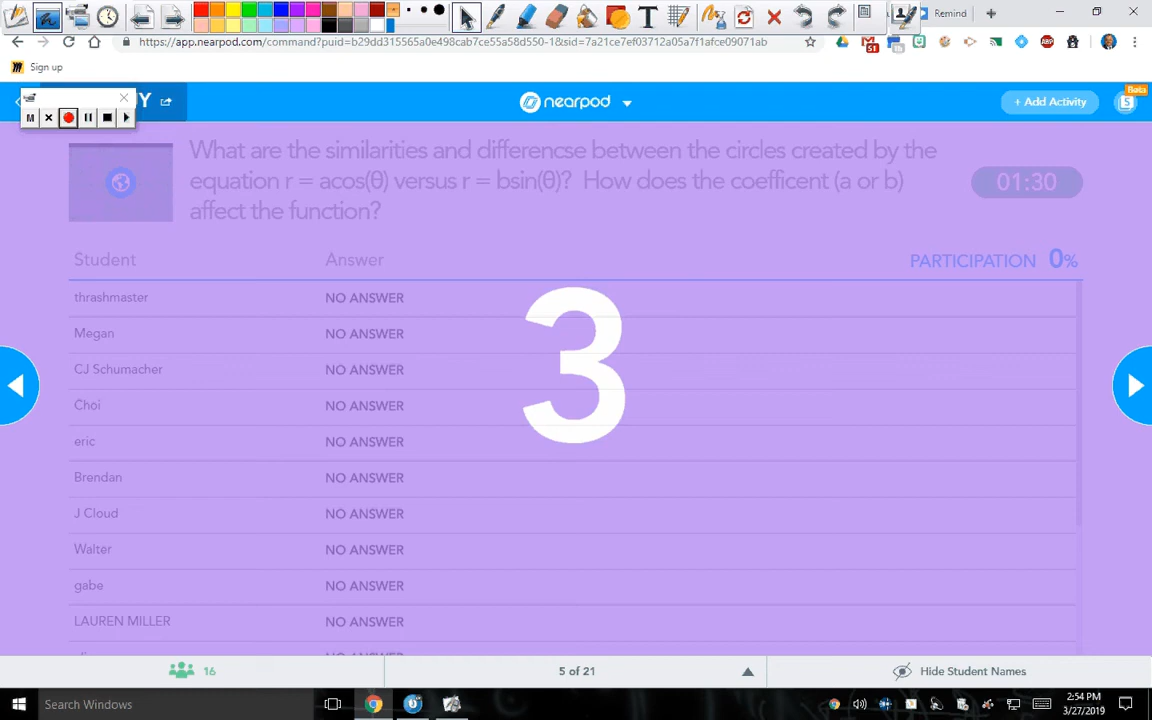 Remind
https://app.nearpod.com/command?puid=b29dd315565a0e498cab7ce55a58d550-1&sid=7a21ce7ef03712a05a7f1afce09071ab
51
ABP
Sign up
Y
nearpod
+ Add Activity
Beta
S
M
What are the similarities and differencse between the circles created by the
equation r = acos(θ) versus r = bsin(θ)? How does the coefficent (a or b)
affect the function?
01:30
Student Answer PARTICIPATION 0%
thrashmaster NO ANSWER
Megan NO ANSWER
CJ Schumacher NO ANSWER
Choi NO ANSWER
eric NO ANSWER
Brendan NO ANSWER
J Cloud NO ANSWER
Walter NO ANSWER
gabe NO ANSWER
LAUREN MILLER NO ANSWER
3
16
5 of 21
Hide Student Names
Search Windows
2:54 PM
3/27/2019